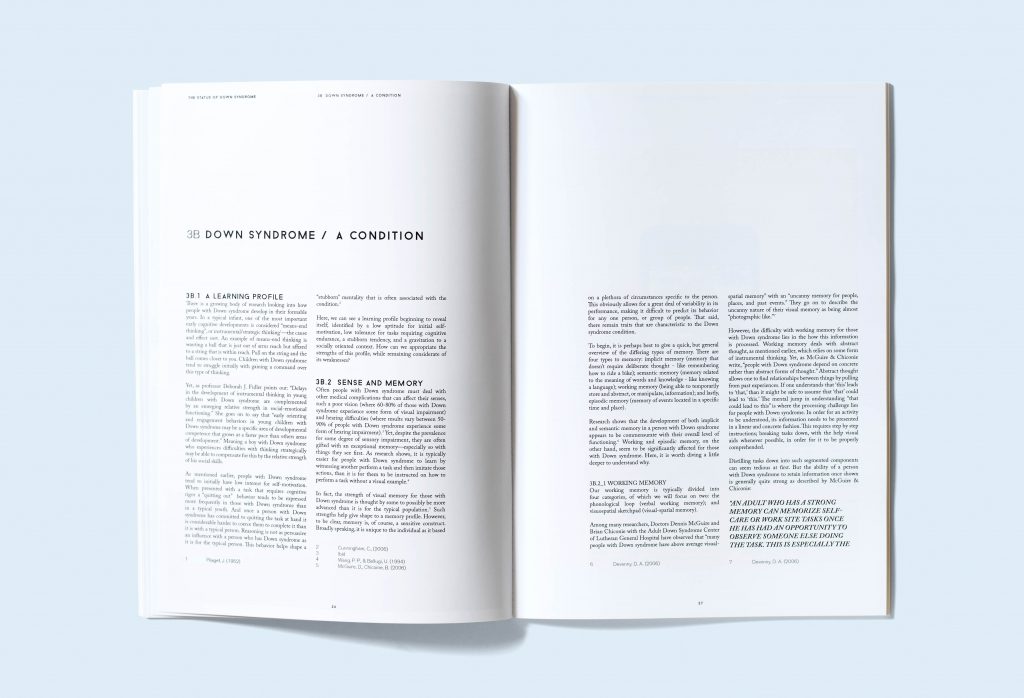 THE STATUS OF DOWN SYNDROME
3B DOWN SYNDROME / A CONDITION
3B DOWN SYNDROME / A CONDITION
3B.1 A LEARNING PROFILE
There is a growing body of research looking into how
people with Down syndrome develop in their formable
years. In a typical infant, one of the most important
early cognitive developments is considered "means-end
thinking", or instrumental/strategic thinking¹—the cause
and effect sort. An example of means-end thinking is
wanting a ball that is just out of arms reach but affixed
to a string that is within reach. Pull on the string and the
ball comes closer to you. Children with Down syndrome
tend to struggle initially with gaining a command over
this type of thinking.
Yet, as professor Deborah J. Fidler points out: "Delays
in the development of instrumental thinking in young
children with Down syndrome are complemented
by an emerging relative strength in social-emotional
functioning." She goes on to say that "early orienting
and engagement behaviors in young children with
Down syndrome may be a specific area of developmental
competence that grows at a faster pace than others areas
of development." Meaning a boy with Down syndrome
who experiences difficulties with thinking strategically
may be able to compensate for this by the relative strength
of his social skills.
As mentioned earlier, people with Down syndrome
tend to initially have low interest for self-motivation.
When presented with a task that requires cognitive
rigor a "quitting out" behavior tends to be expressed
more frequently in those with Down syndrome than
in a typical youth. And once a person with Down
syndrome has committed to quitting the task at hand it
is considerable harder to coerce them to complete it than
it is with a typical person. Reasoning is not as persuasive
an influence with a person who has Down syndrome as
it is for the typical person. This behavior helps shape a
1 Piaget, J. (1952)
"stubborn" mentality that is often associated with the
condition.
Here, we can see a learning profile beginning to reveal
itself, identified by a low aptitude for initial self-
motivation, low tolerance for tasks requiring cognitive
endurance, a stubborn tendency, and a gravitation to a
socially oriented context. How can we appropriate the
strengths of this profile, while remaining considerate of
its weaknesses?
3B.2 SENSE AND MEMORY
Often people with Down syndrome must deal with
other medical complications that can affect their senses,
such a poor vision (where 60-80% of those with Down
syndrome experience some form of visual impairment)
and hearing difficulties (where results vary between 50-
90% of people with Down syndrome experience some
form of hearing impairment). Yet, despite the prevalence
for some degree of sensory impairment, they are often
gifted with an exceptional memory—especially so with
things they see first. As research shows, it is typically
easier for people with Down syndrome to learn by
witnessing another perform a task and then imitate those
actions, than it is for them to be instructed on how to
perform a task without a visual example.
In fact, the strength of visual memory for those with
Down syndrome is thought by some to possibly be more
advanced than it is for the typical population. Such
strengths help give shape to a memory profile. However,
to be clear, memory is, of course, a sensitive construct.
Broadly speaking, it is unique to the individual as it based
2 Cunningham, C., (2006)
3 Ibid
4 Wang, P. P., & Bellugi, U. (1994)
5 McGuire, D., Chicoine, B. (2006)
26
on a plethora of circumstances specific to the person.
This obviously allows for a great deal of variability in its
performance, making it difficult to predict its behavior
for any one person, or group of people. That said,
there remain traits that are characteristic to the Down
syndrome condition.
To begin, it is perhaps best to give a quick, but general
overview of the differing types of memory. There are
four types to memory: implicit memory (memory that
doesn't require deliberate thought - like remembering
how to ride a bike); semantic memory (memory related
to the meaning of words and knowledge - like knowing
a language); working memory (being able to temporarily
store and abstract, or manipulate, information); and lastly,
episodic memory (memory of events located in a specific
time and place).
Research shows that the development of both implicit
and semantic memory in a person with Down syndrome
appears to be commensurate with their overall level of
functioning.⁶ Working and episodic memory, on the
other hand, seem to be significantly affected for those
with Down syndrome. Here, it is worth diving a little
deeper to understand why.
3B.2_1 WORKING MEMORY
Our working memory is typically divided into
four categories, of which we will focus on two: the
phonological loop (verbal working memory); and
visuospatial sketchpad (visual-spatial memory).
Among many researchers, Doctors Dennis McGuire and
Brian Chicoine with the Adult Down Syndrome Center
of Lutheran General Hospital have observed that "many
people with Down syndrome have above average visual-
6 Devenny, D. A. (2006)
spatial memory" with an "uncanny memory for people,
places, and past events." They go on to describe the
uncanny nature of their visual memory as being almost
"photographic like."⁷
However, the difficulty with working memory for those
with Down syndrome lies in the how this information
is processed. Working memory deals with abstract
thought, as mentioned earlier, which relies on some form
of instrumental thinking. Yet, as McGuire & Chicoine
write, "people with Down syndrome depend on concrete
rather than abstract forms of thought." Abstract thought
allows one to find relationships between things by pulling
from past experiences. If one understands that 'this' leads
to 'that,' than it might be safe to assume that 'that' could
lead to 'this.' The mental jump in understanding "that
could lead to this" is where the processing challenge lies
for people with Down syndrome. In order for an activity
to be understood, its information needs to be presented
in a linear and concrete fashion. This requires step-by-step
instructions; breaking tasks down, with the help visual
aids whenever possible, in order for it to be properly
comprehended.
Distilling tasks down into such segmented components
can seem tedious at first. But the ability of a person
with Down syndrome to retain information once shown
is generally quite strong as described by McGuire &
Chicoine:
"AN ADULT WHO HAS A STRONG
MEMORY CAN MEMORIZE SELF-
CARE OR WORK SITE TASKS ONCE
HE HAS HAD AN OPPORTUNITY TO
OBSERVE SOMEONE ELSE DOING
THE TASK. THIS IS ESPECIALLY THE
7 Devenny, D. A. (2006)
27